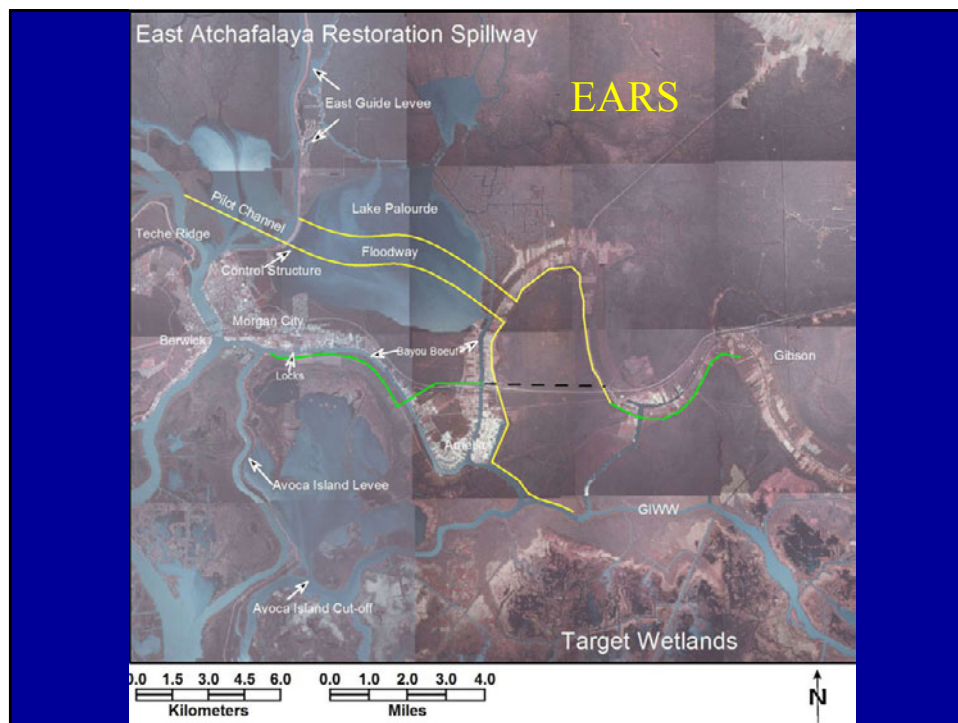 East Atchafalaya Restoration Spillway
EARS
East Guide Levee
Pilot Channel
Lake Palourde
Teche Ridge
Floodway
Control Structure
Morgan City
Berwick
Bayou Boeuf
Gibson
Locks
Avoca Island Levee
GIWW
Avoca Island Cut-off
Target Wetlands
0.0 1.5 3.0 4.5 6.0
Kilometers
0.0 1.0 2.0 3.0 4.0
Miles
N